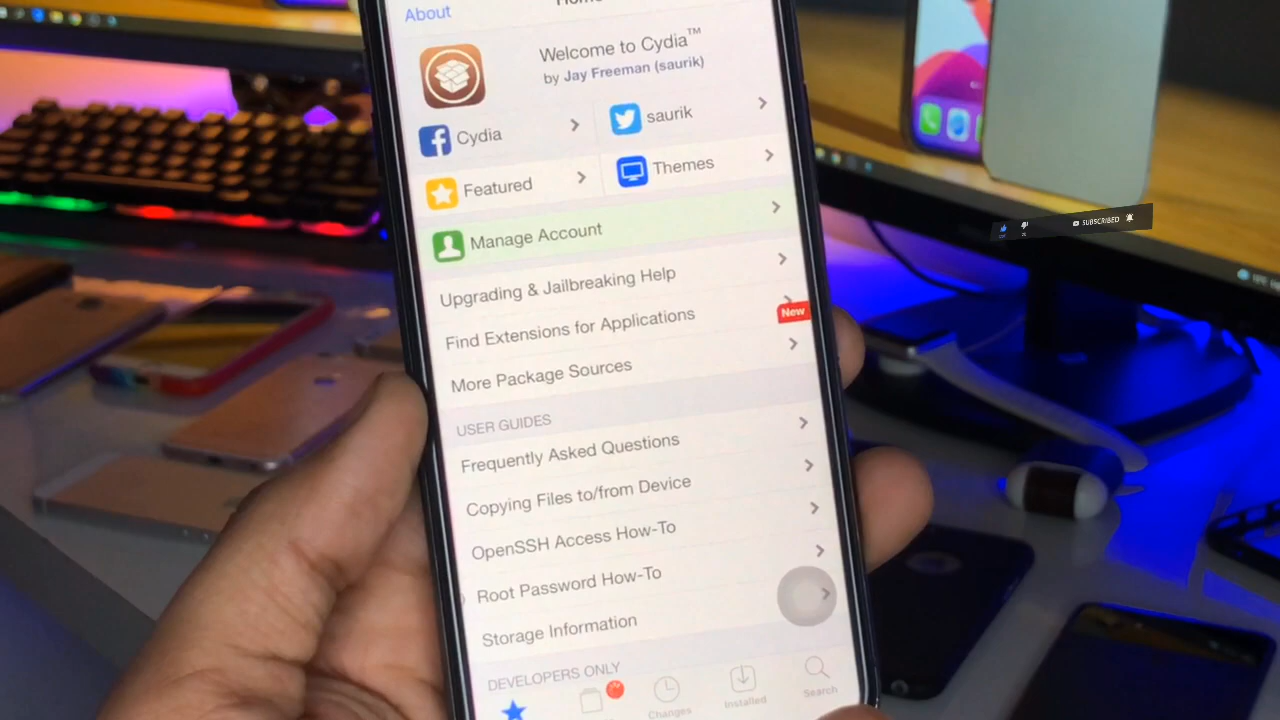 About
Welcome to Cydia™
by Jay Freeman (saurik)
Cydia
saurik
Featured
Themes
Manage Account
Upgrading & Jailbreaking Help
Find Extensions for Applications
New
More Package Sources
USER GUIDES
Frequently Asked Questions
Copying Files to/from Device
OpenSSH Access How-To
Root Password How-To
Storage Information
DEVELOPERS ONLY
Changes
Installed
Search
SUBSCRIBED